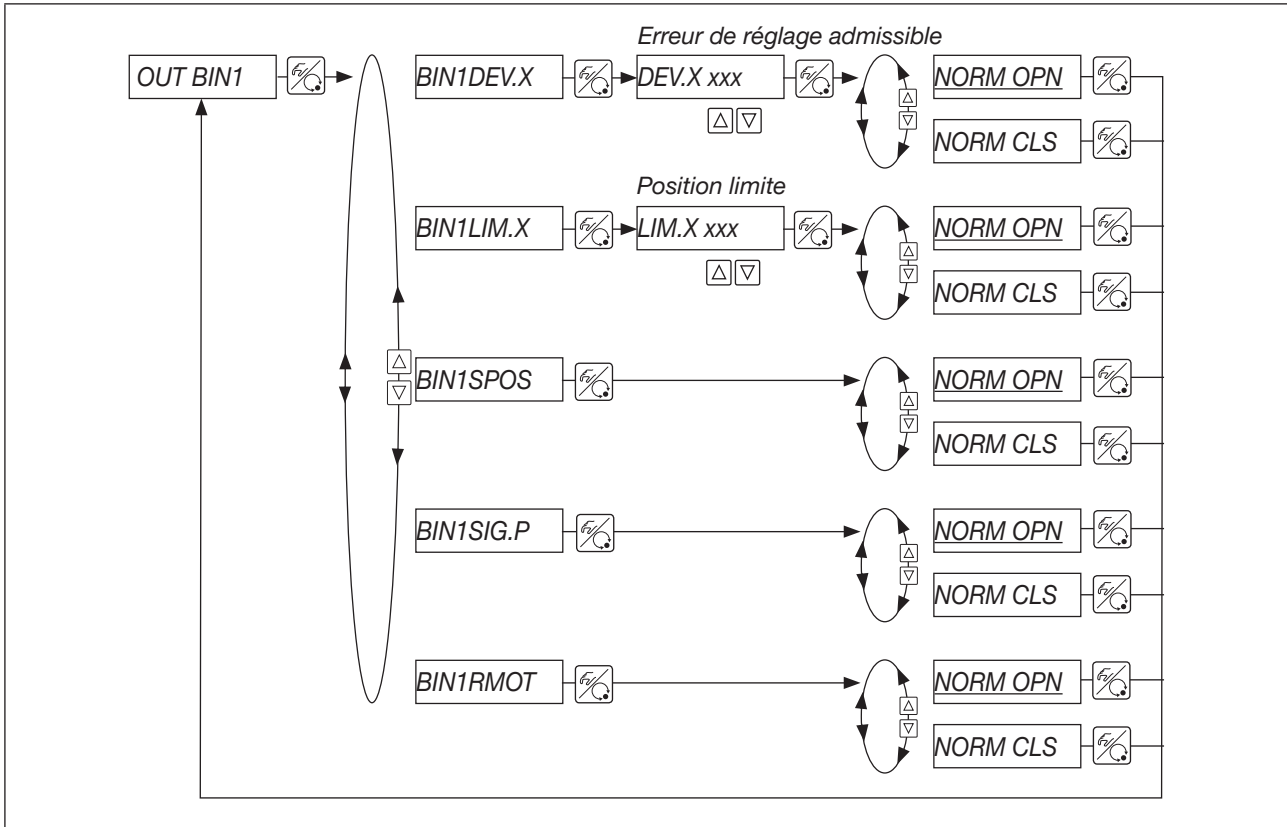 Erreur de réglage admissible
OUT BIN1
BIN1DEV.X
DEV.X xxx
NORM OPN
NORM CLS
Position limite
BIN1LIM.X
LIM.X xxx
NORM OPN
NORM CLS
BIN1SPOS
NORM OPN
NORM CLS
BIN1SIG.P
NORM OPN
NORM CLS
BIN1RMOT
NORM OPN
NORM CLS